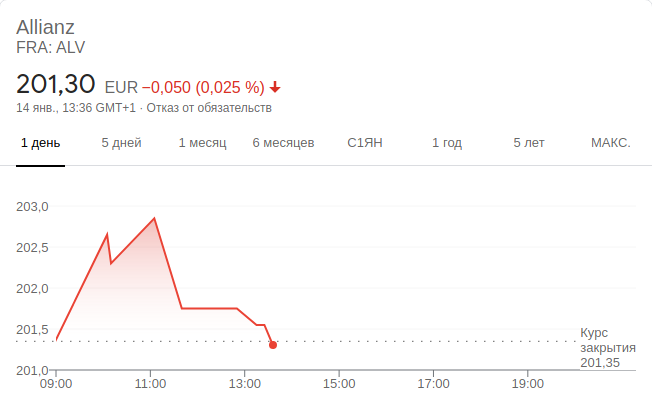 Allianz
FRA: ALV
201,30 EUR −0,050 (0,025 %)
14 янв., 13:36 GMT+1 · Отказ от обязательств
1 день 5 дней 1 месяц 6 месяцев С1ЯН 1 год 5 лет МАКС.
203,0
202,5
202,0
201,5
201,0
Курс
закрытия
201,35
09:00 11:00 13:00 15:00 17:00 19:00